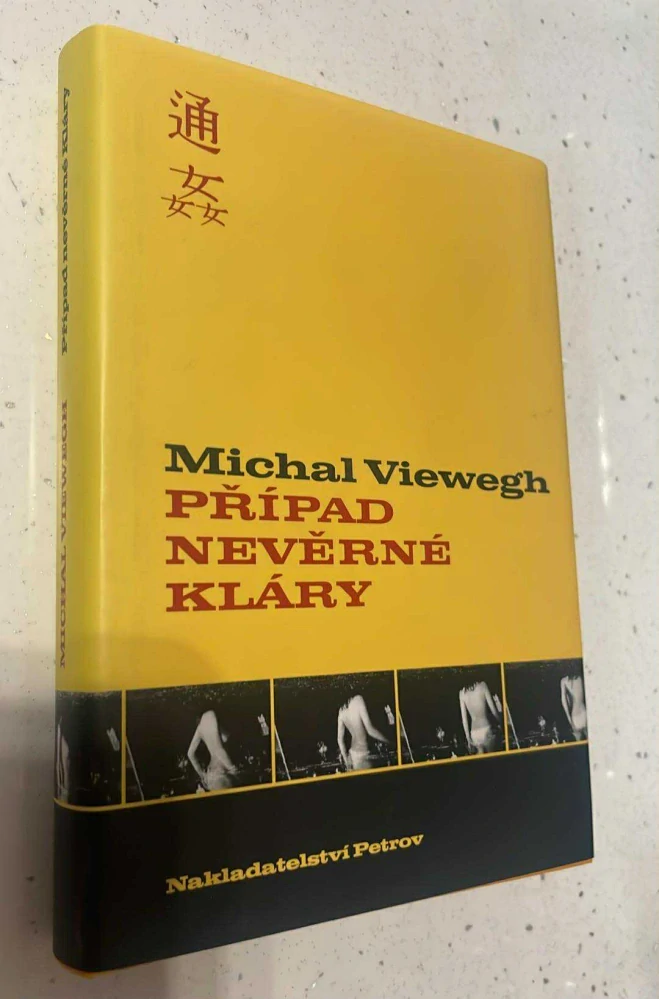 通
姦
Michal Viewegh
PŘÍPAD
NEVĚRNÉ
KLÁRY
Nakladatelství Petrov
MICHAL VIEWEGH Případ nevěrné Kláry